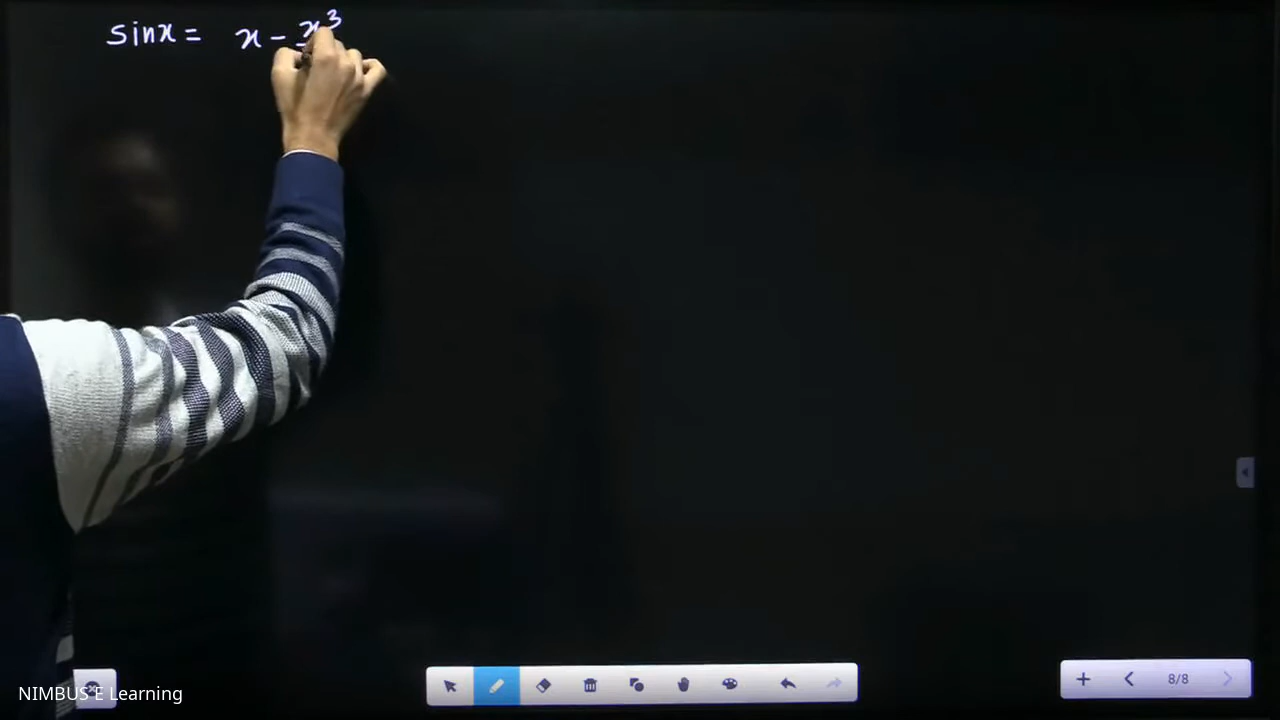 sinx = x - x³
8/8
NIMBUS E Learning